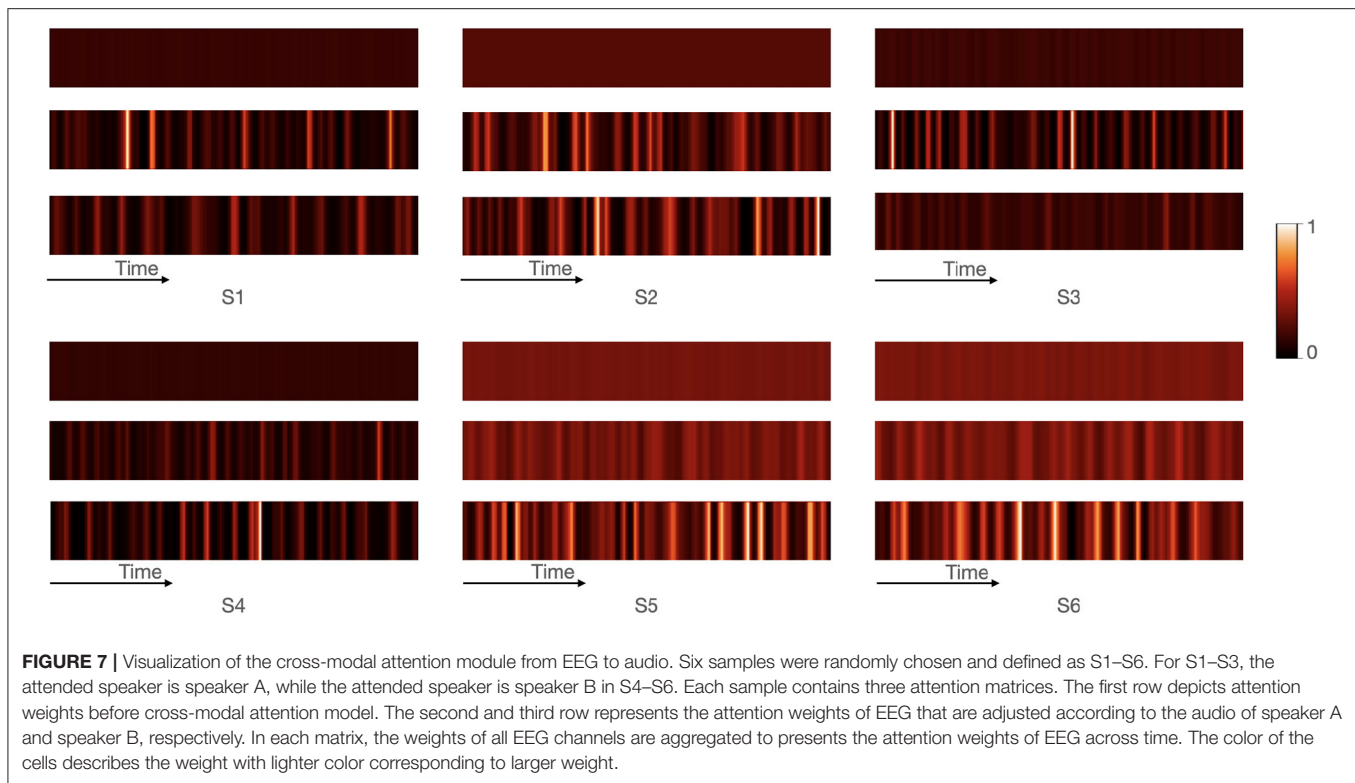 Time
S1
Time
S2
Time
S3
1
0
Time
S4
Time
S5
Time
S6
FIGURE 7 | Visualization of the cross-modal attention module from EEG to audio. Six samples were randomly chosen and defined as S1–S6. For S1–S3, the
attended speaker is speaker A, while the attended speaker is speaker B in S4–S6. Each sample contains three attention matrices. The first row depicts attention
weights before cross-modal attention model. The second and third row represents the attention weights of EEG that are adjusted according to the audio of speaker A
and speaker B, respectively. In each matrix, the weights of all EEG channels are aggregated to presents the attention weights of EEG across time. The color of the
cells describes the weight with lighter color corresponding to larger weight.